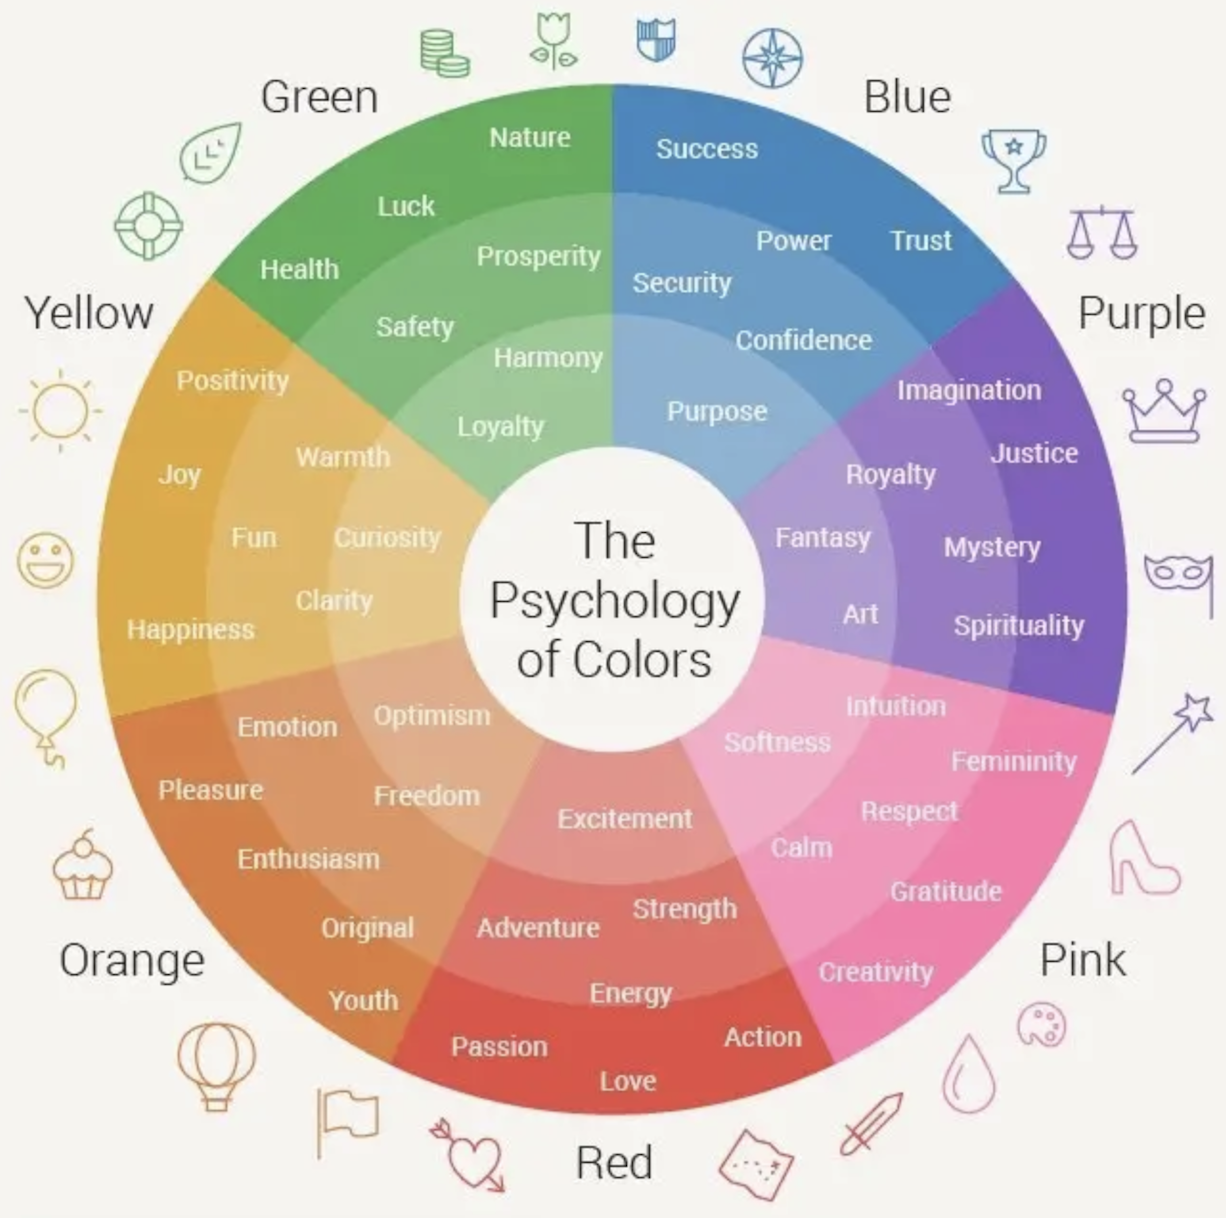 Green
Blue
Yellow
Purple
Orange
Pink
Red
The
Psychology
of Colors
Nature
Luck
Health
Prosperity
Safety
Harmony
Loyalty
Success
Power
Trust
Security
Confidence
Purpose
Imagination
Justice
Royalty
Fantasy
Mystery
Art
Spirituality
Intuition
Softness
Femininity
Respect
Calm
Gratitude
Creativity
Excitement
Strength
Adventure
Energy
Passion
Action
Love
Optimism
Emotion
Pleasure
Freedom
Enthusiasm
Original
Youth
Positivity
Warmth
Joy
Fun
Curiosity
Clarity
Happiness